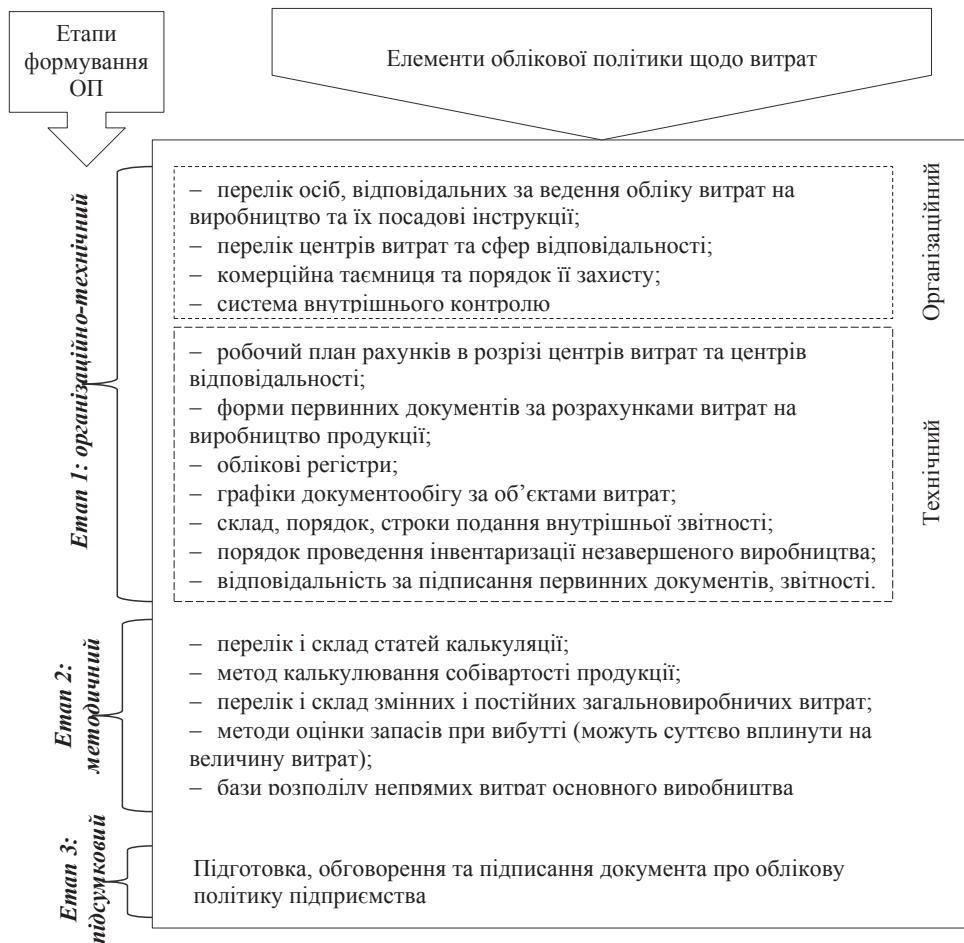 Етапи
формування
ОП
Елементи облікової політики щодо витрат
Етап 1: організаційно-технічний
– перелік осіб, відповідальних за ведення обліку витрат на
виробництво та їх посадові інструкції;
– перелік центрів витрат та сфер відповідальності;
– комерційна таємниця та порядок її захисту;
– система внутрішнього контролю
Організаційний
– робочий план рахунків в розрізі центрів витрат та центрів
відповідальності;
– форми первинних документів за розрахунками витрат на
виробництво продукції;
– облікові регістри;
– графіки документообігу за об’єктами витрат;
– склад, порядок, строки подання внутрішньої звітності;
– порядок проведення інвентаризації незавершеного виробництва;
– відповідальність за підписання первинних документів, звітності.
Технічний
Етап 2:
методичний
– перелік і склад статей калькуляції;
– метод калькулювання собівартості продукції;
– перелік і склад змінних і постійних загальновиробничих витрат;
– методи оцінки запасів при вибутті (можуть суттєво вплинути на
величину витрат);
– бази розподілу непрямих витрат основного виробництва
Етап 3:
підсумковий
Підготовка, обговорення та підписання документа про облікову
політику підприємства